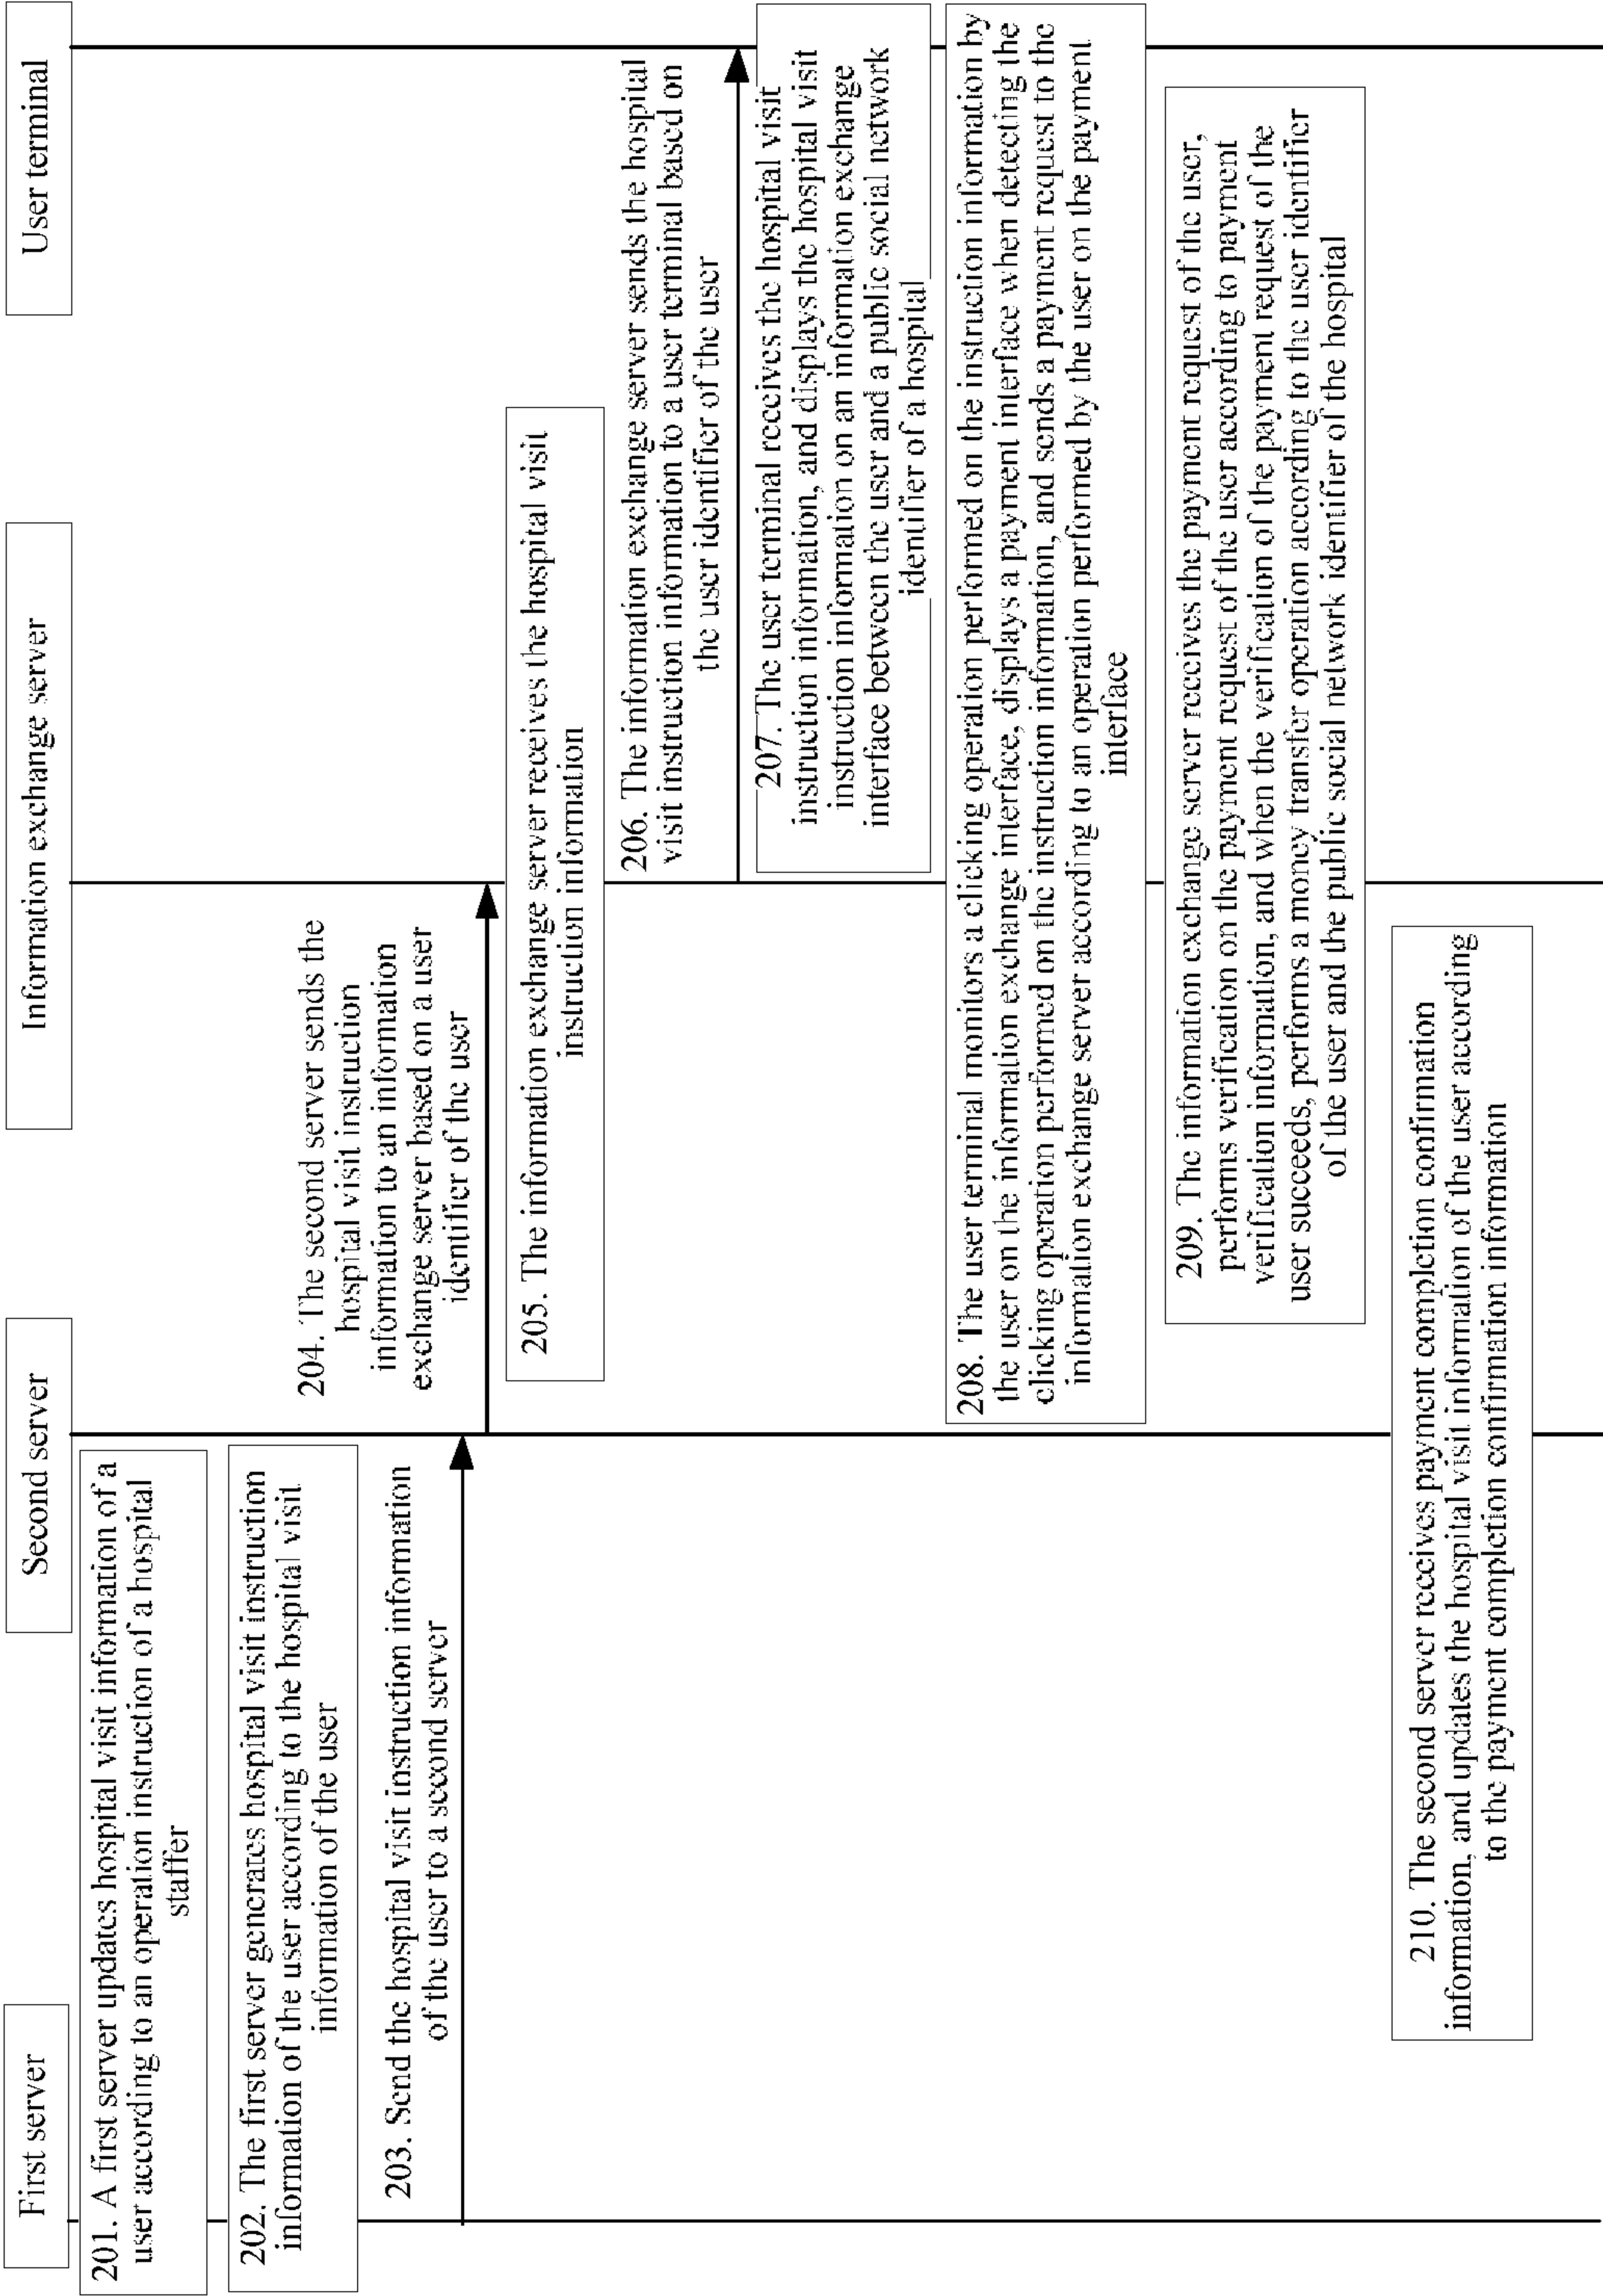 First server
Second server
Information exchange server
User terminal
201. A first server updates hospital visit information of a
user according to an operation instruction of a hospital
staffer
202. The first server generates hospital visit instruction
information of the user according to the hospital visit
information of the user
203. Send the hospital visit instruction information
of the user to a second server
204. The second server sends the
hospital visit instruction
information to an information
exchange server based on a user
identifier of the user
205. The information exchange server receives the hospital visit
instruction information
206. The information exchange server sends the hospital
visit instruction information to a user terminal based on
the user identifier of the user
207. The user terminal receives the hospital visit
instruction information, and displays the hospital visit
instruction information on an information exchange
interface between the user and a public social network
identifier of a hospital
208. The user terminal monitors a clicking operation performed on the instruction information by
the user on the information exchange interface, displays a payment interface when detecting the
clicking operation performed on the instruction information, and sends a payment request to the
information exchange server according to an operation performed by the user on the payment
interface
209. The information exchange server receives the payment request of the user,
performs verification on the payment request of the user according to payment
verification information, and when the verification of the payment request of the
user succeeds, performs a money transfer operation according to the user identifier
of the user and the public social network identifier of the hospital
210. The second server receives payment completion confirmation
information, and updates the hospital visit information of the user according
to the payment completion confirmation information